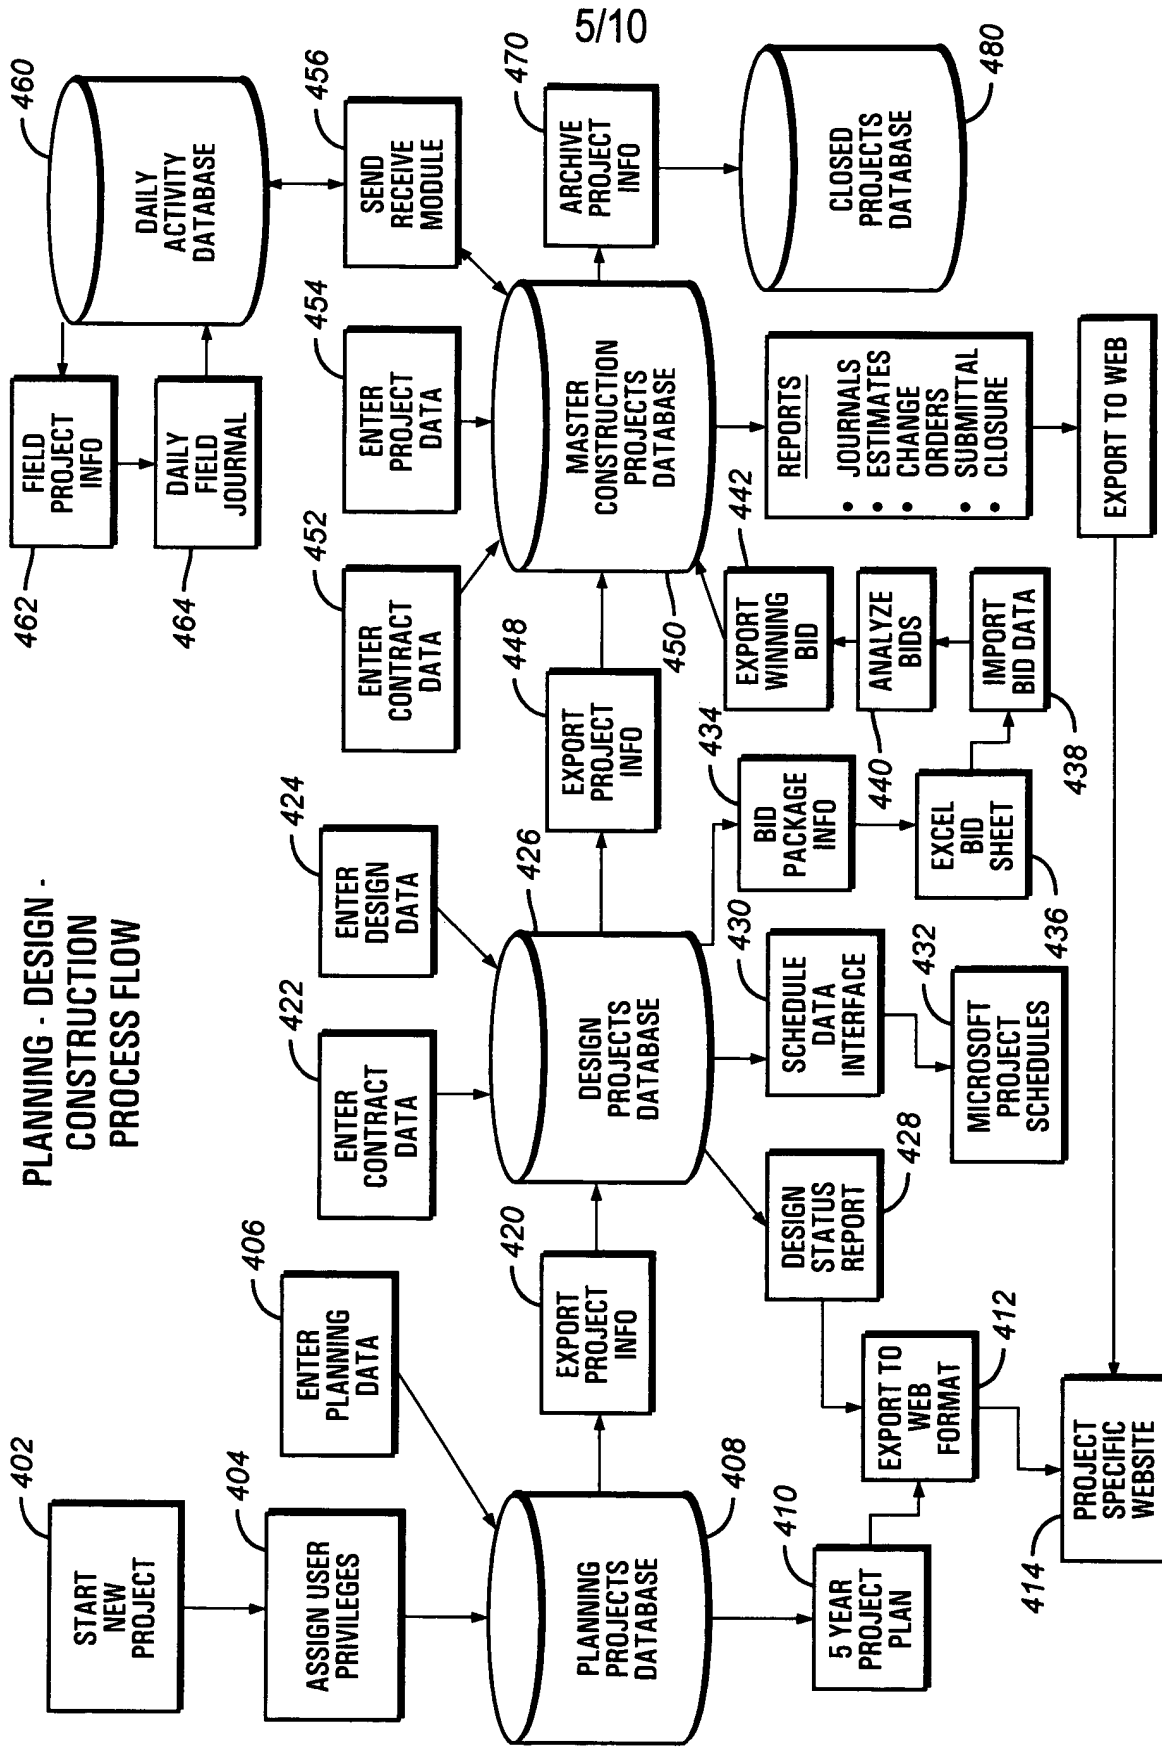 5/10
PLANNING - DESIGN -
CONSTRUCTION
PROCESS FLOW
402
START
NEW
PROJECT
404
ASSIGN USER
PRIVILEGES
406
ENTER
PLANNING
DATA
PLANNING
PROJECTS
DATABASE
408
410
5 YEAR
PROJECT
PLAN
EXPORT TO
WEB
FORMAT
412
414
PROJECT
SPECIFIC
WEBSITE
420
EXPORT
PROJECT
INFO
422
ENTER
CONTRACT
DATA
424
ENTER
DESIGN
DATA
426
DESIGN
PROJECTS
DATABASE
DESIGN
STATUS
REPORT
428
430
SCHEDULE
DATA
INTERFACE
432
MICROSOFT
PROJECT
SCHEDULES
434
BID
PACKAGE
INFO
EXCEL
BID
SHEET
436
IMPORT
BID DATA
438
ANALYZE
BIDS
440
442
EXPORT
WINNING
BID
448
EXPORT
PROJECT
INFO
450
MASTER
CONSTRUCTION
PROJECTS
DATABASE
452
ENTER
CONTRACT
DATA
454
ENTER
PROJECT
DATA
456
SEND
RECEIVE
MODULE
460
DAILY
ACTIVITY
DATABASE
462
FIELD
PROJECT
INFO
464
DAILY
FIELD
JOURNAL
470
ARCHIVE
PROJECT
INFO
CLOSED
PROJECTS
DATABASE
480
REPORTS
• JOURNALS
• ESTIMATES
• CHANGE
ORDERS
• SUBMITTAL
• CLOSURE
EXPORT TO WEB